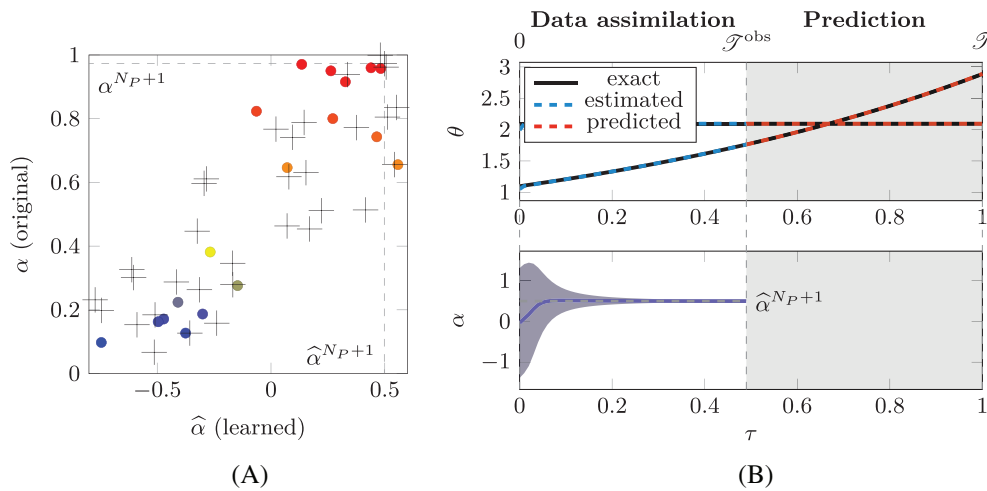 Data assimilation Prediction
0 𝒯^obs 𝒯
α^{N_P+1}
α̂^{N_P+1}
1
0.8
0.6
0.4
0.2
0
−0.5 0 0.5
α (original)
α̂ (learned)
(A)
exact
estimated
predicted
3
2.5
2
1.5
1
θ
0 0.2 0.4 0.6 0.8 1
α̂^{N_P+1}
1
0
−1
α
0 0.2 0.4 0.6 0.8 1
τ
(B)